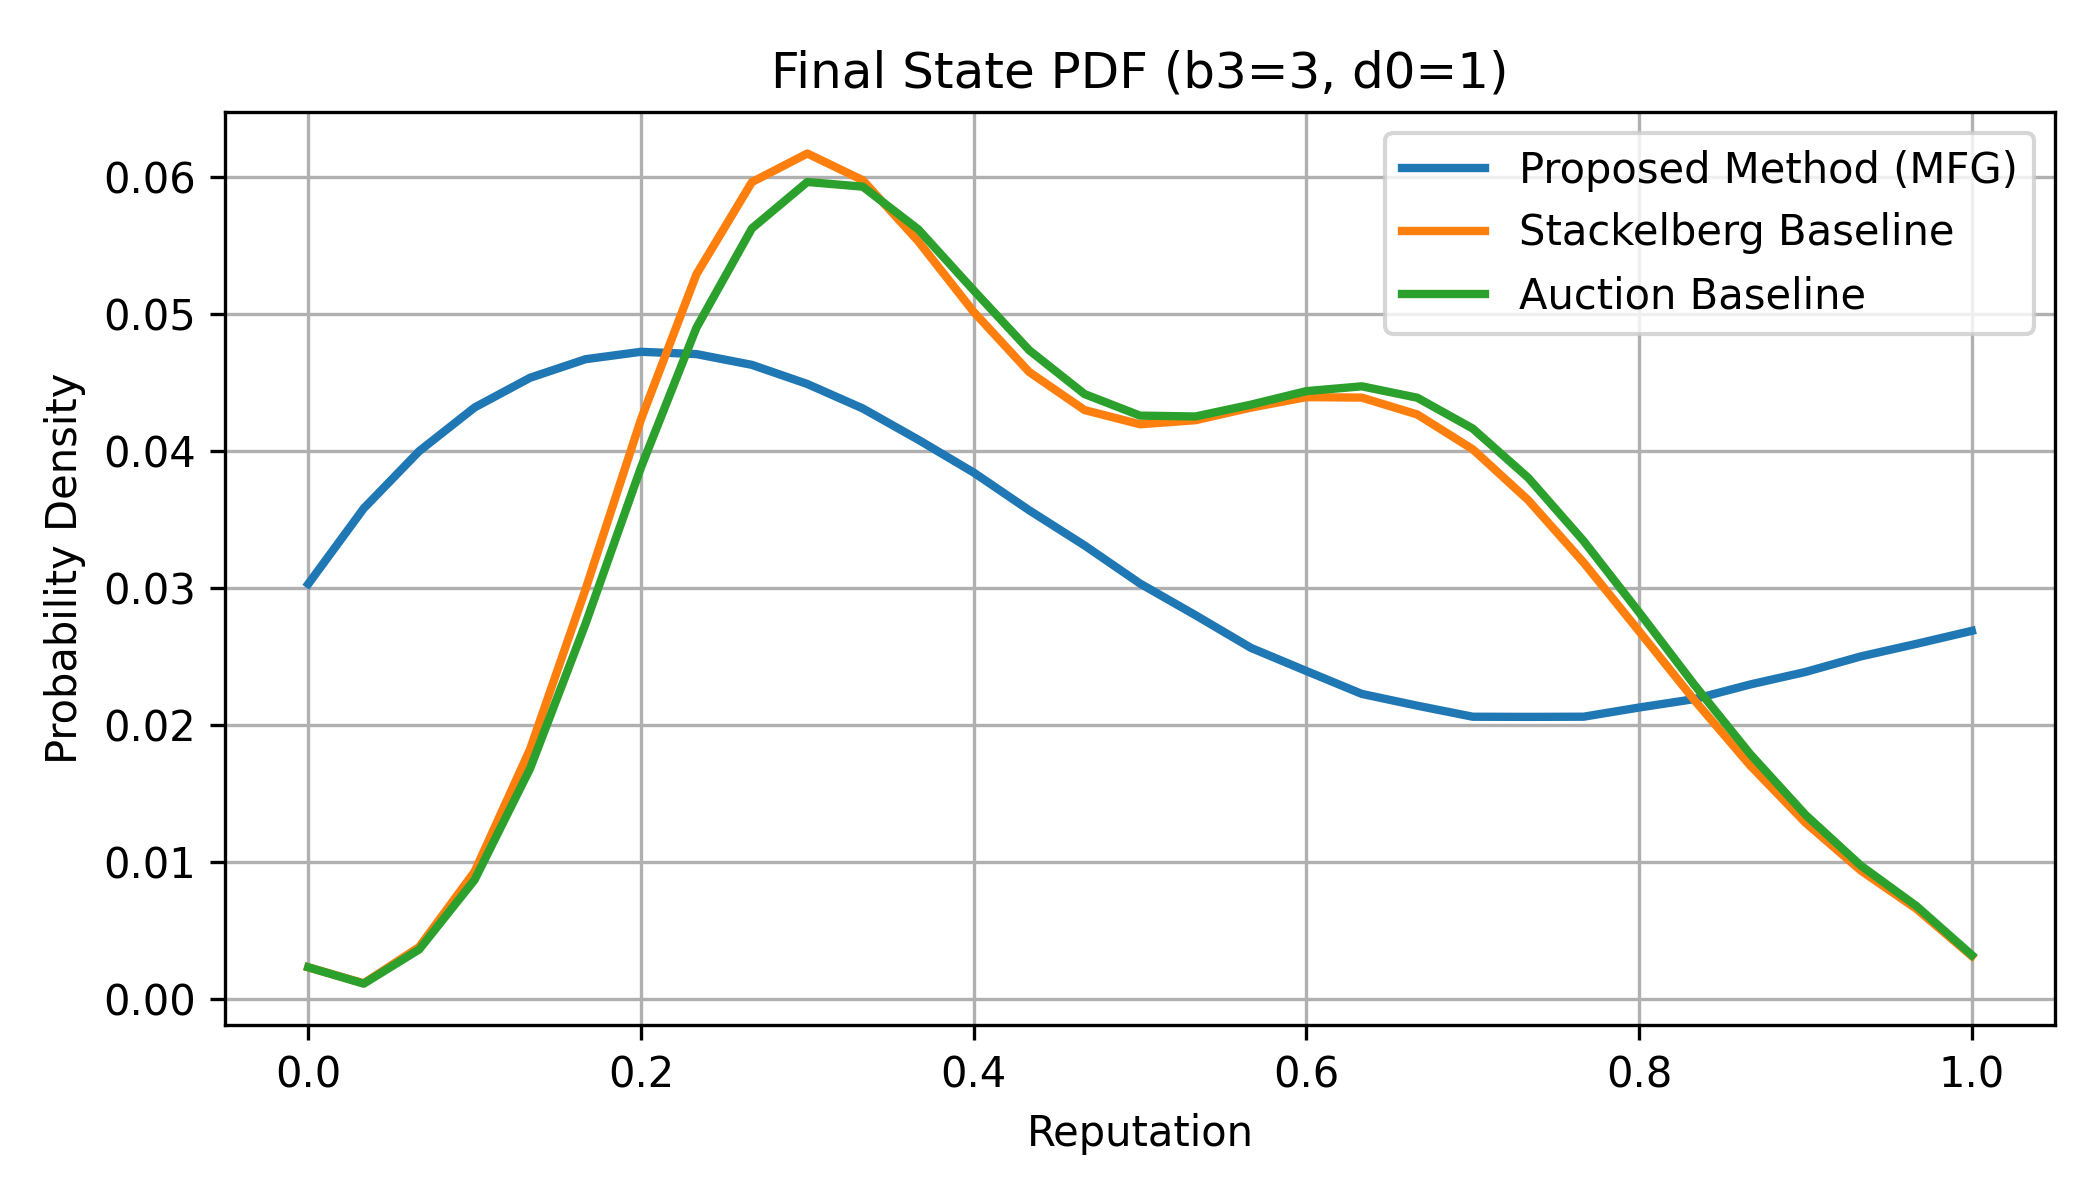 Final State PDF (b3=3, d0=1)
Proposed Method (MFG)
Stackelberg Baseline
Auction Baseline
Probability Density
0.06
0.05
0.04
0.03
0.02
0.01
0.00
0.0 0.2 0.4 0.6 0.8 1.0
Reputation